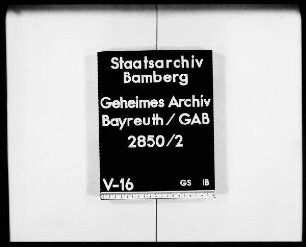 Staatsarchiv
Bamberg
Geheimes Archiv
Bayreuth / GAB
2850/2
V-16 GS IB